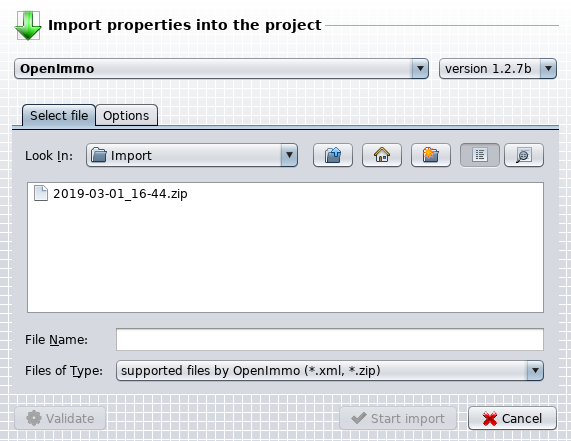 Import properties into the project
OpenImmo version 1.2.7b
Select file Options
Look In: Import
2019-03-01_16-44.zip
File Name:
Files of Type: supported files by OpenImmo (*.xml, *.zip)
Validate Start import Cancel